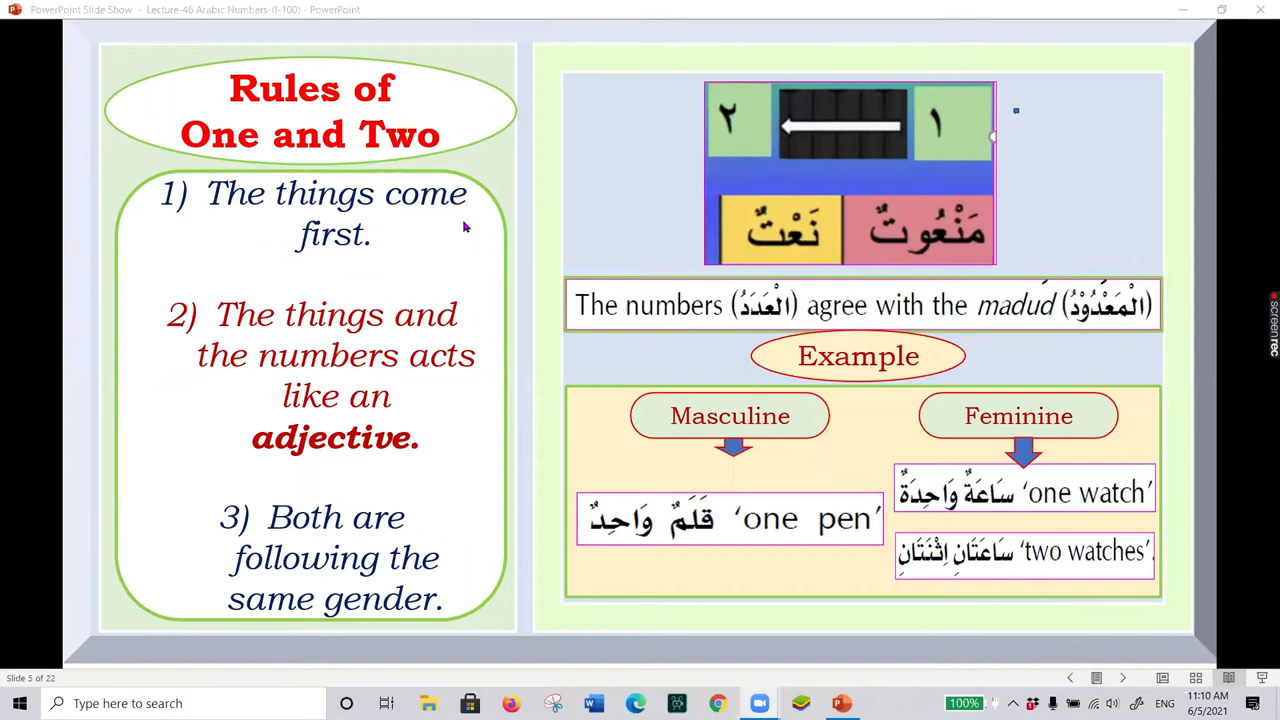 PowerPoint Slide Show - Lecture-46 Arabic Numbers-(I-100) - PowerPoint
Rules of
One and Two
1) The things come
first.
2) The things and
the numbers acts
like an
adjective.
3) Both are
following the
same gender.
١
٢
مَنْعُوتٌ
نَعْتٌ
The numbers (الْعَدَدُ) agree with the madud (الْمَعْدُوْدُ)
Example
Masculine
Feminine
قَلَمٌ وَاحِدٌ 'one pen'
سَاعَةٌ وَاحِدَةٌ 'one watch'
سَاعَتَانِ اِثْنَتَانِ 'two watches'.
screenrec
Slide 5 of 22
Type here to search
100%
ENG
11:10 AM
6/5/2021